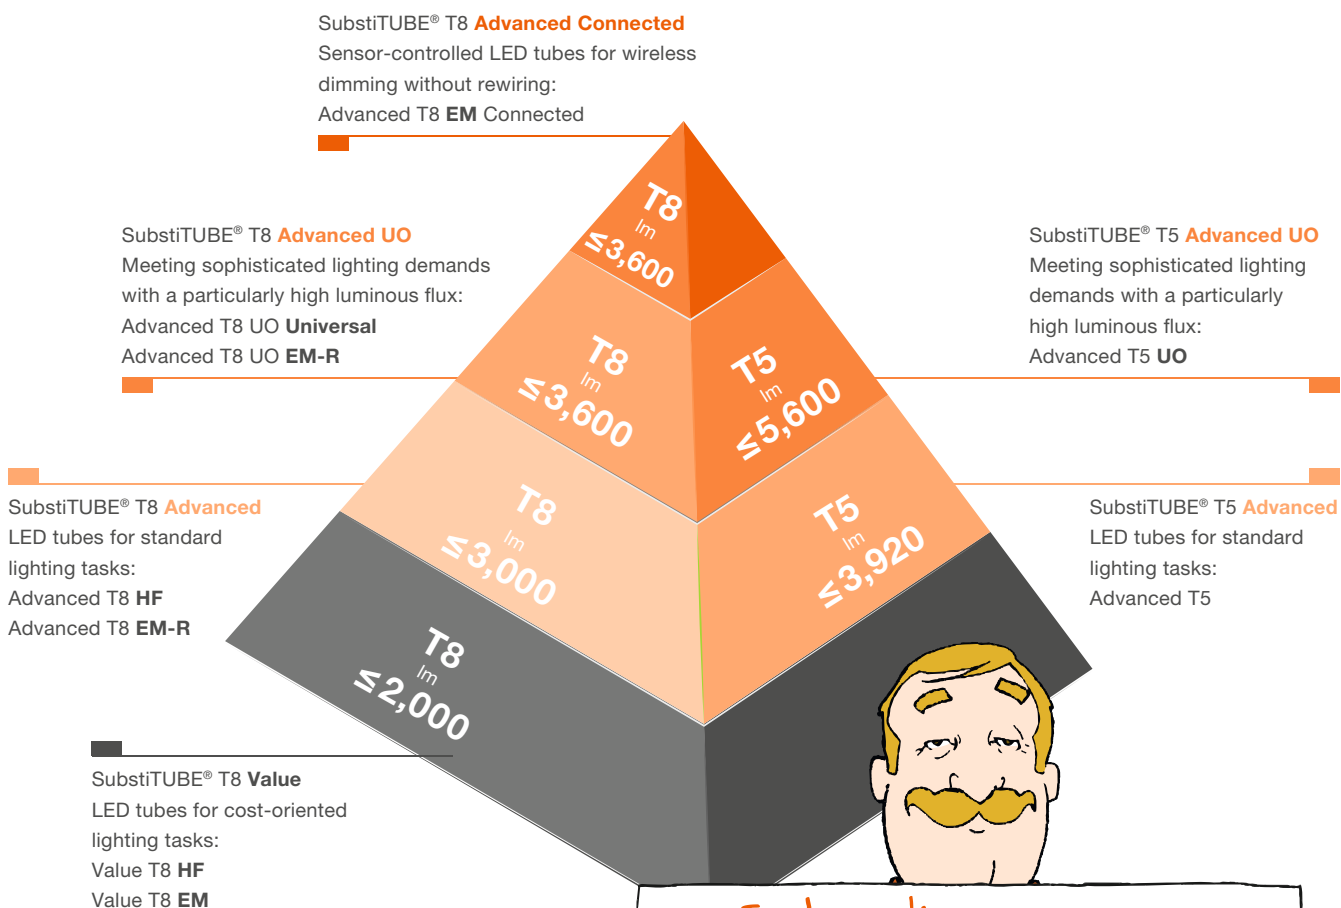 SubstiTUBE® T8 Advanced Connected
Sensor-controlled LED tubes for wireless
dimming without rewiring:
Advanced T8 EM Connected
T8
lm
≤3,600
SubstiTUBE® T8 Advanced UO
Meeting sophisticated lighting demands
with a particularly high luminous flux:
Advanced T8 UO Universal
Advanced T8 UO EM-R
T8
lm
≤3,600
T5
lm
≤5,600
SubstiTUBE® T5 Advanced UO
Meeting sophisticated lighting
demands with a particularly
high luminous flux:
Advanced T5 UO
SubstiTUBE® T8 Advanced
LED tubes for standard
lighting tasks:
Advanced T8 HF
Advanced T8 EM-R
T8
lm
≤3,000
T5
lm
≤3,920
SubstiTUBE® T5 Advanced
LED tubes for standard
lighting tasks:
Advanced T5
T8
lm
≤2,000
SubstiTUBE® T8 Value
LED tubes for cost-oriented
lighting tasks:
Value T8 HF
Value T8 EM